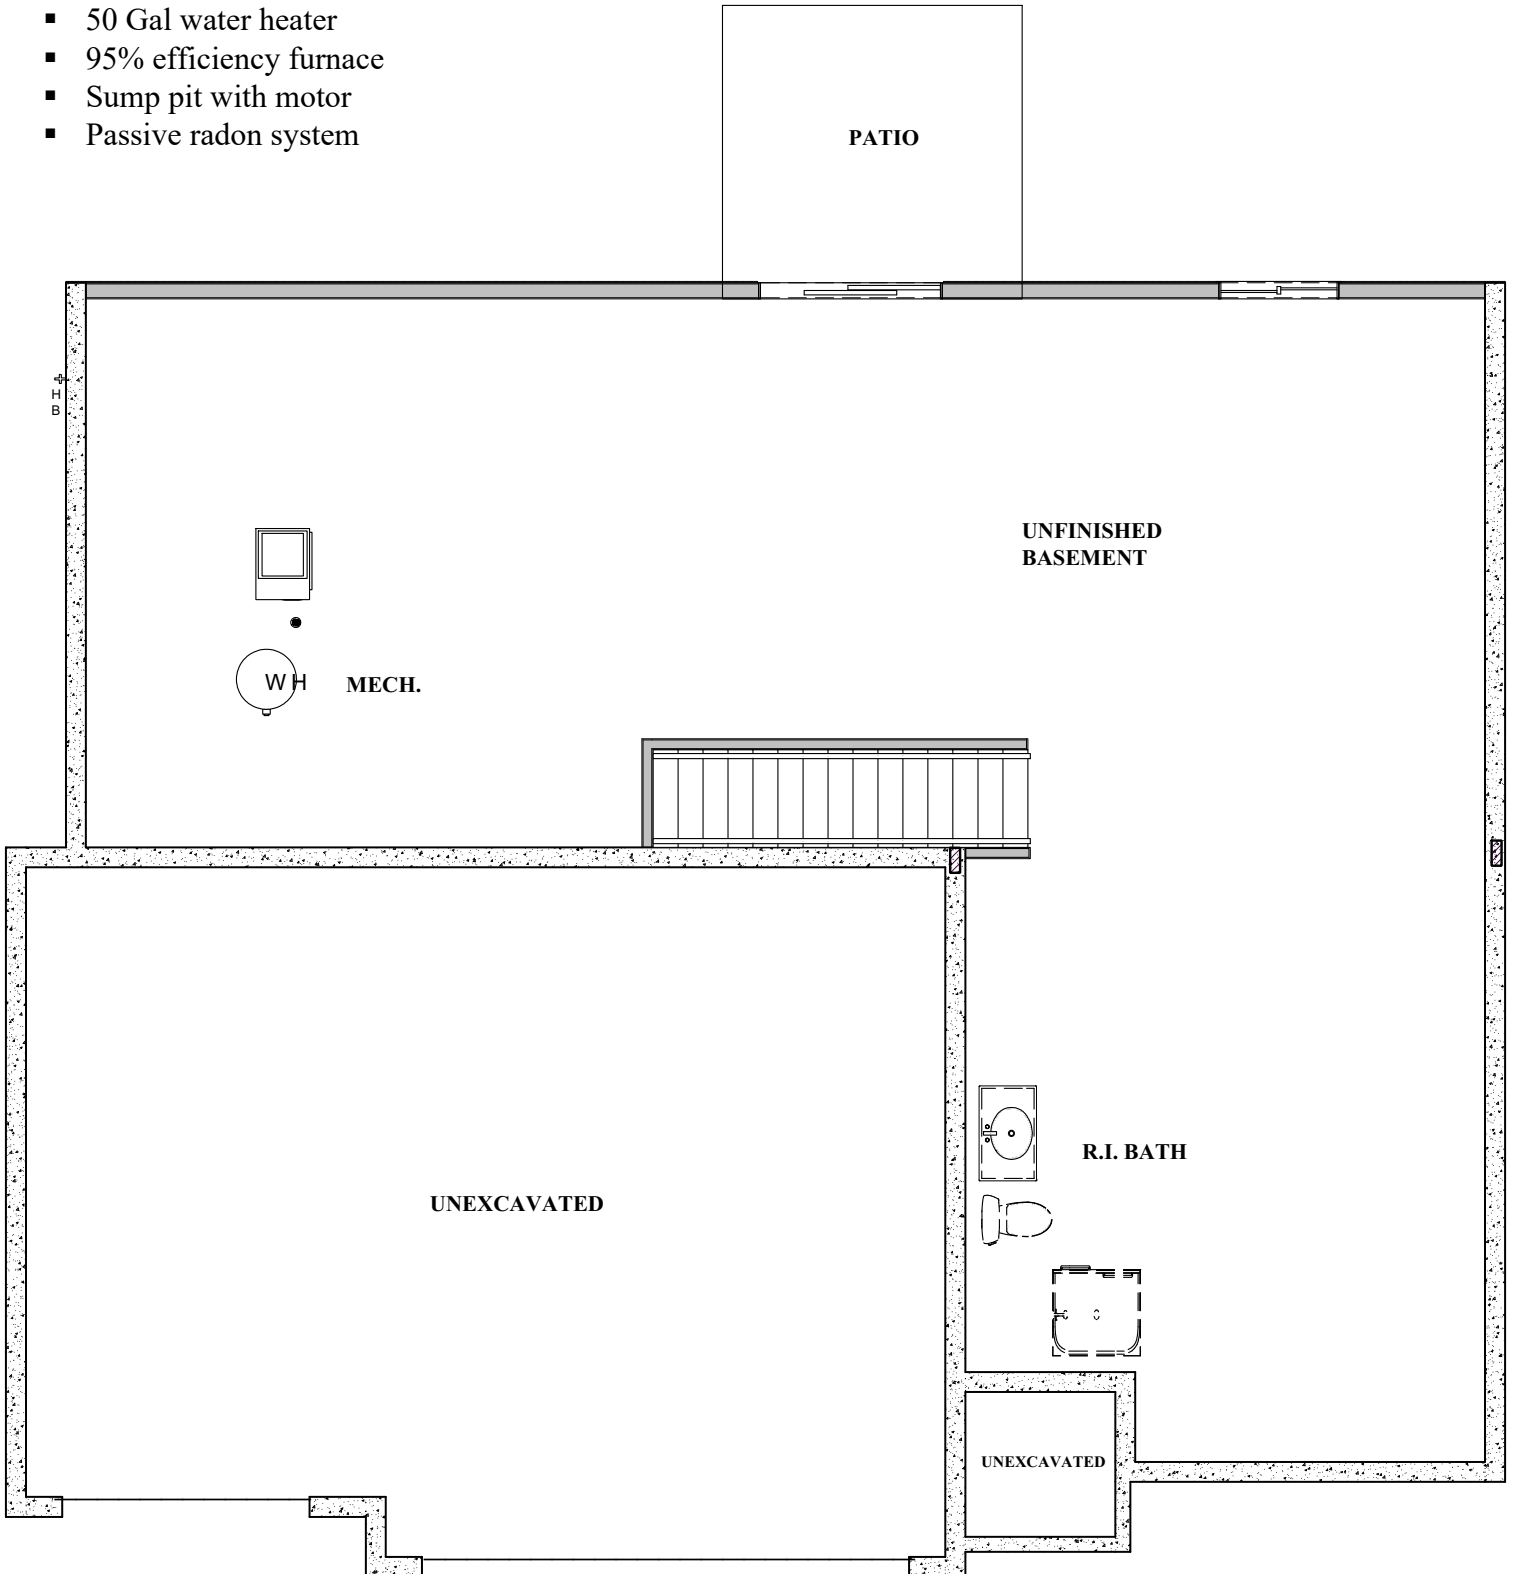 ▪ 50 Gal water heater
▪ 95% efficiency furnace
▪ Sump pit with motor
▪ Passive radon system
PATIO
H
B
UNFINISHED
BASEMENT
WH
MECH.
R.I. BATH
UNEXCAVATED
UNEXCAVATED